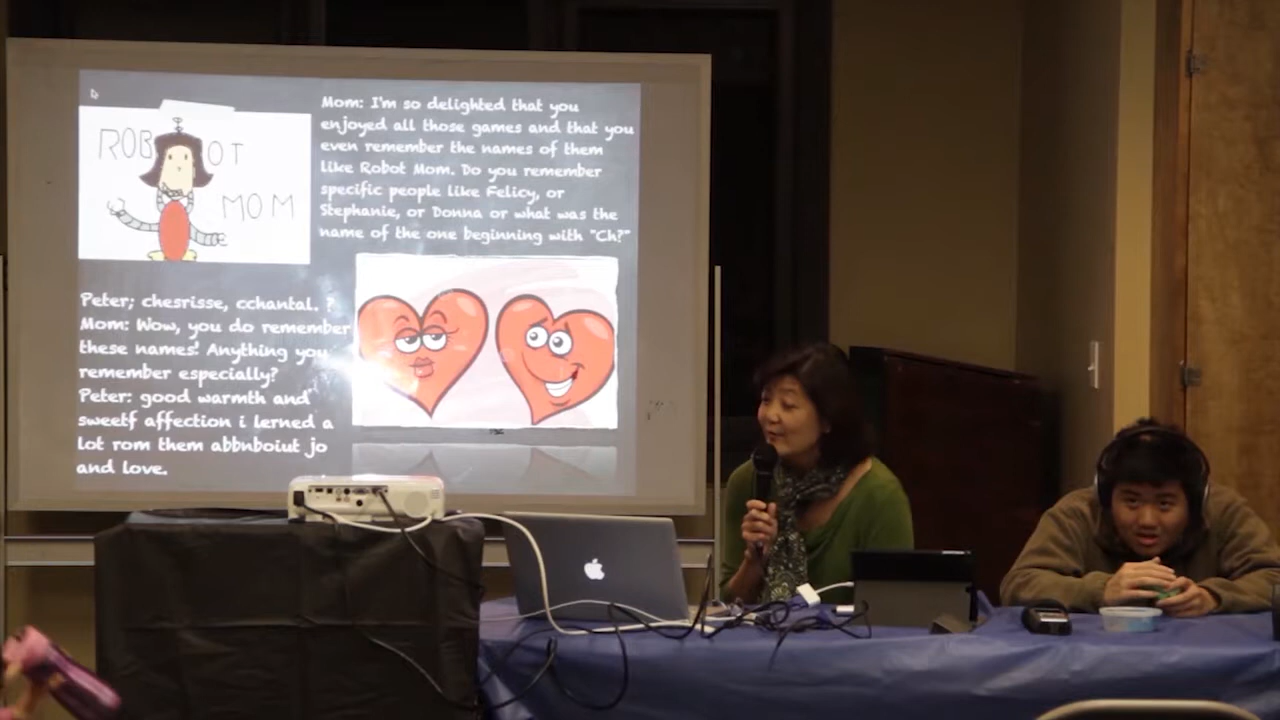 ROBOT
MOM
Mom: I'm so delighted that you
enjoyed all those games and that you
even remember the names of them
like Robot Mom. Do you remember
specific people like Felicy, or
Stephanie, or Donna or what was the
name of the one beginning with "Ch?"
Peter; chesrisse, cchantal. ?
Mom: Wow, you do remember
these names! Anything you
remember especially?
Peter: good warmth and
sweetf affection i lerned a
lot rom them abbnboiut jo
and love.